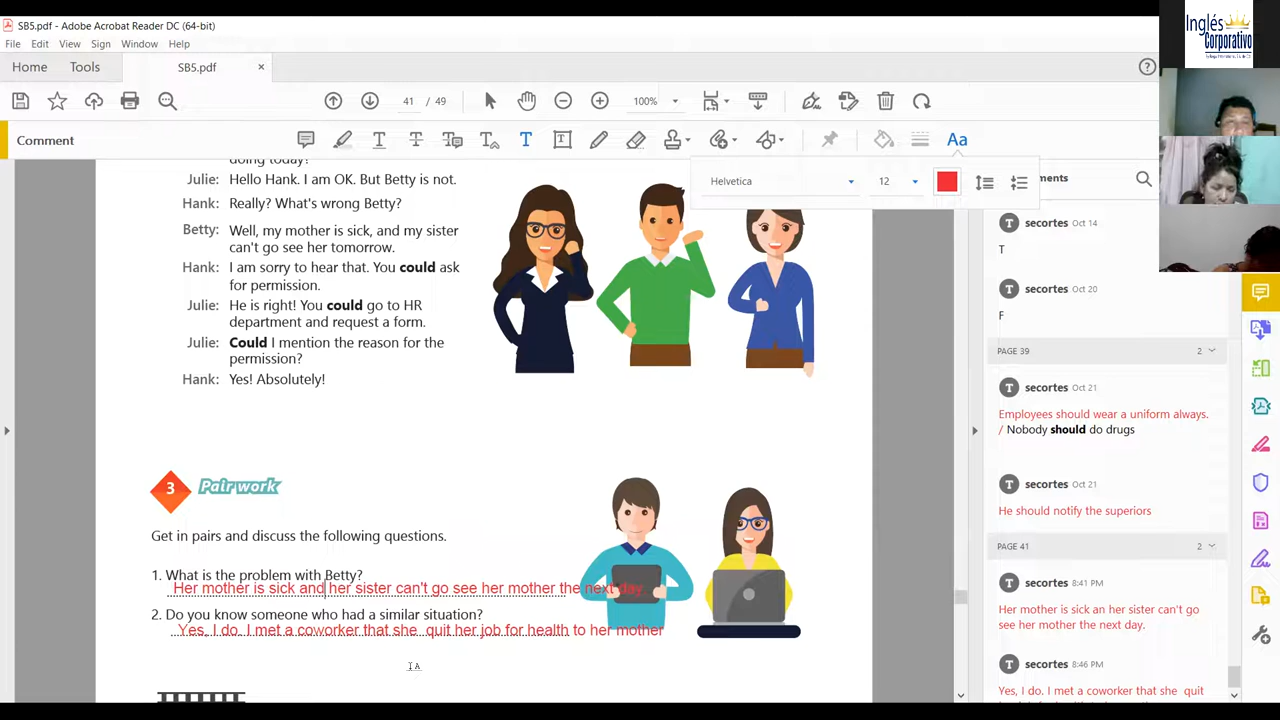 SB5.pdf - Adobe Acrobat Reader DC (64-bit)
File Edit View Sign Window Help
Home Tools SB5.pdf ×
41 / 49 100%
Comment
Helvetica 12
Inglés
Corporativo
doing today?
Julie: Hello Hank. I am OK. But Betty is not.
Hank: Really? What's wrong Betty?
Betty: Well, my mother is sick, and my sister
can't go see her tomorrow.
Hank: I am sorry to hear that. You could ask
for permission.
Julie: He is right! You could go to HR
department and request a form.
Julie: Could I mention the reason for the
permission?
Hank: Yes! Absolutely!
3 Pair work
Get in pairs and discuss the following questions.
1. What is the problem with Betty?
Her mother is sick and her sister can't go see her mother the next day
2. Do you know someone who had a similar situation?
Yes, I do. I met a coworker that she quit her job for health to her mother
ments
secortes Oct 14
T
secortes Oct 20
F
PAGE 39 2
secortes Oct 21
Employees should wear a uniform always.
/ Nobody should do drugs
secortes Oct 21
He should notify the superiors
PAGE 41 2
secortes 8:41 PM
Her mother is sick an her sister can't go
see her mother the next day.
secortes 8:46 PM
Yes, I do. I met a coworker that she quit